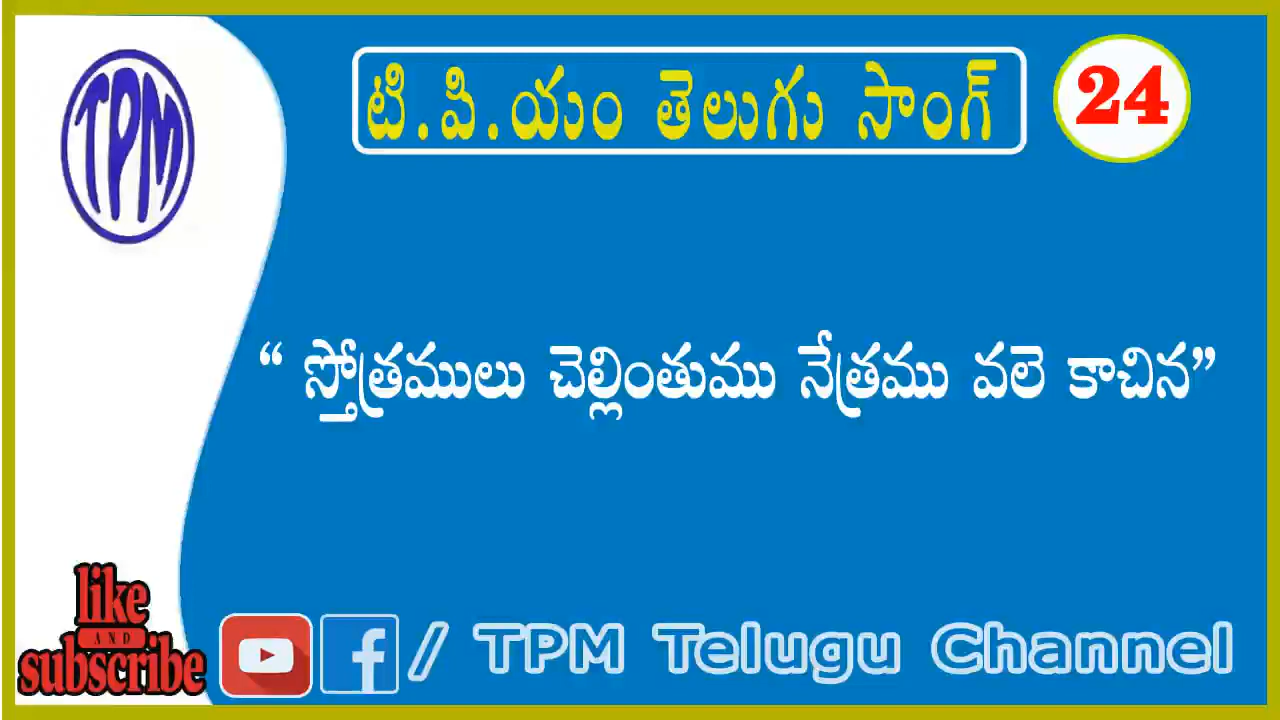 TPM
టి.పి.యం తెలుగు సాంగ్ 24
“ స్తోత్రములు చెల్లింతుము నేత్రము వలె కాచిన”
like
AND
subscribe
f / TPM Telugu Channel